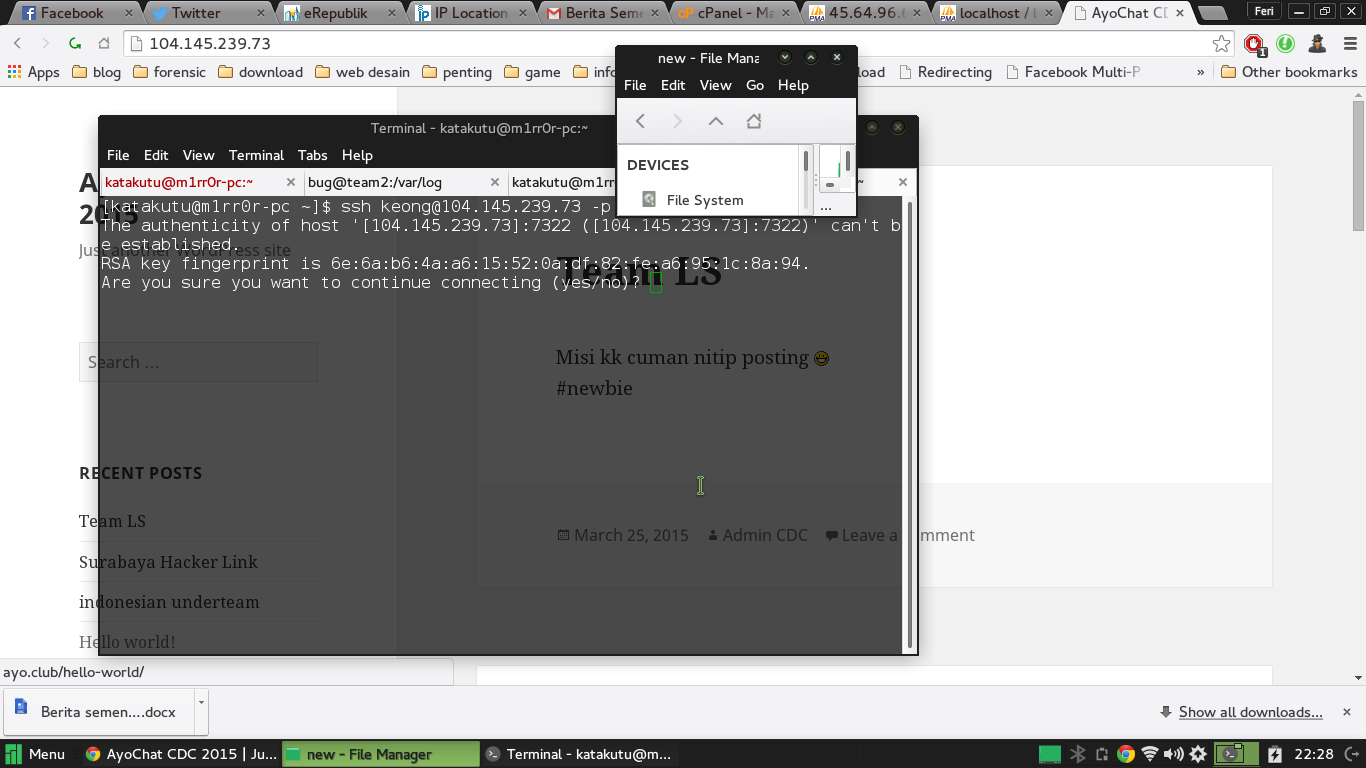 Facebook
Twitter
eRepublik
IP Location
Berita Seme
cPanel - Ma
45.64.96.6
localhost / l
AyoChat CD
Feri
104.145.239.73
1
Apps
blog
forensic
download
web desain
penting
game
info
load
Redirecting
Facebook Multi-P
»
Other bookmarks
new - File Mana
File Edit View Go Help
DEVICES
File System
...
Terminal - katakutu@m1rr0r-pc:~
File Edit View Terminal Tabs Help
katakutu@m1rr0r-pc:~
bug@team2:/var/log
katakutu@m1rr
[katakutu@m1rr0r-pc ~]$ ssh keong@104.145.239.73 -p
The authenticity of host '[104.145.239.73]:7322 ([104.145.239.73]:7322)' can't b
e established.
RSA key fingerprint is 6e:6a:b6:4a:a6:15:52:0a:df:82:fe:a6:95:1c:8a:94.
Are you sure you want to continue connecting (yes/no)?
2015
Just another WordPress site
Search ...
RECENT POSTS
Team LS
Surabaya Hacker Link
indonesian underteam
Hello world!
Team LS
Misi kk cuman nitip posting
#newbie
March 25, 2015
Admin CDC
Leave a comment
ayo.club/hello-world/
Berita semen....docx
Show all downloads...
Menu
AyoChat CDC 2015 | Ju...
new - File Manager
Terminal - katakutu@m...
22:28